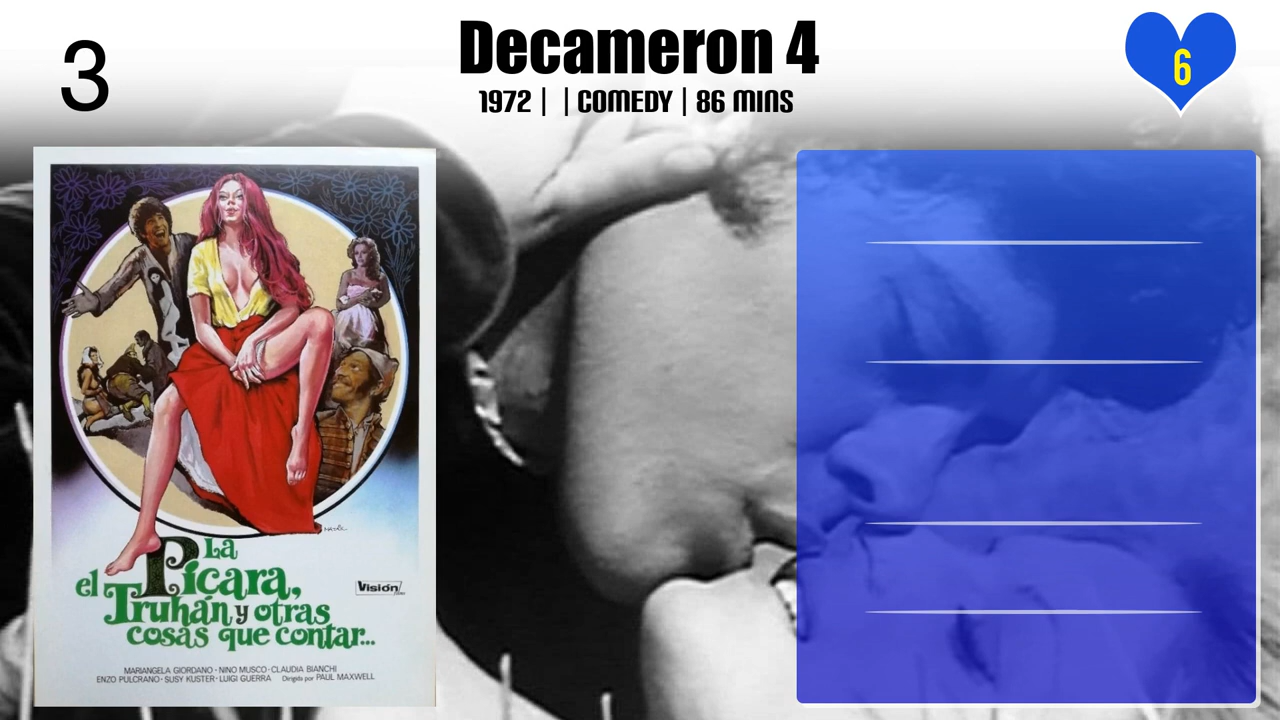 3
Decameron 4
6
1972 | | COMEDY | 86 MINS
La
el Pícara,
Truhán y otras
cosas que contar...
Visión
MARIANGELA GIORDANO · NINO MUSCO · CLAUDIA BIANCHI
ENZO PULCRANO · SUSY KUSTER · LUIGI GUERRA Dirigida por PAUL MAXWELL